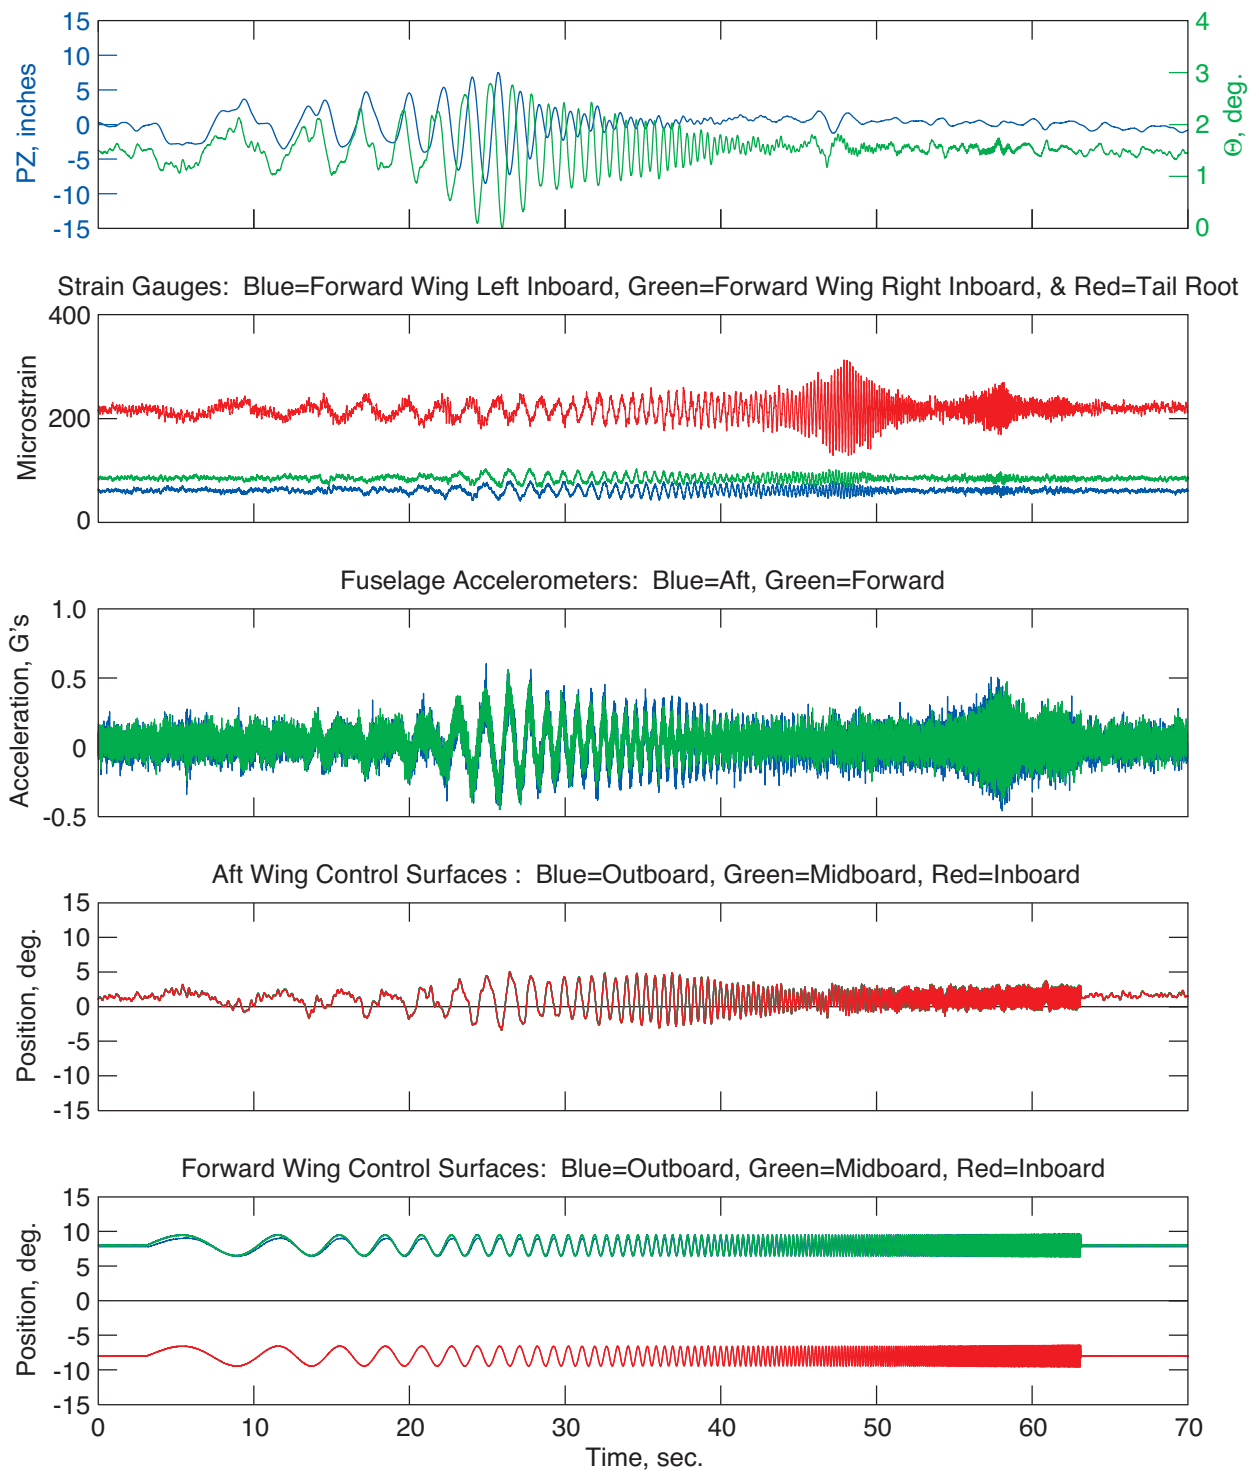 15
10
5
0
-5
-10
-15
PZ, inches
4
3
2
1
0
Θ, deg.
Strain Gauges:  Blue=Forward Wing Left Inboard, Green=Forward Wing Right Inboard, & Red=Tail Root
400
200
0
Microstrain
Fuselage Accelerometers:  Blue=Aft, Green=Forward
1.0
0.5
0
-0.5
Acceleration, G's
Aft Wing Control Surfaces :  Blue=Outboard, Green=Midboard, Red=Inboard
15
10
5
0
-5
-10
-15
Position, deg.
Forward Wing Control Surfaces:  Blue=Outboard, Green=Midboard, Red=Inboard
15
10
5
0
-5
-10
-15
Position, deg.
0 10 20 30 40 50 60 70
Time, sec.